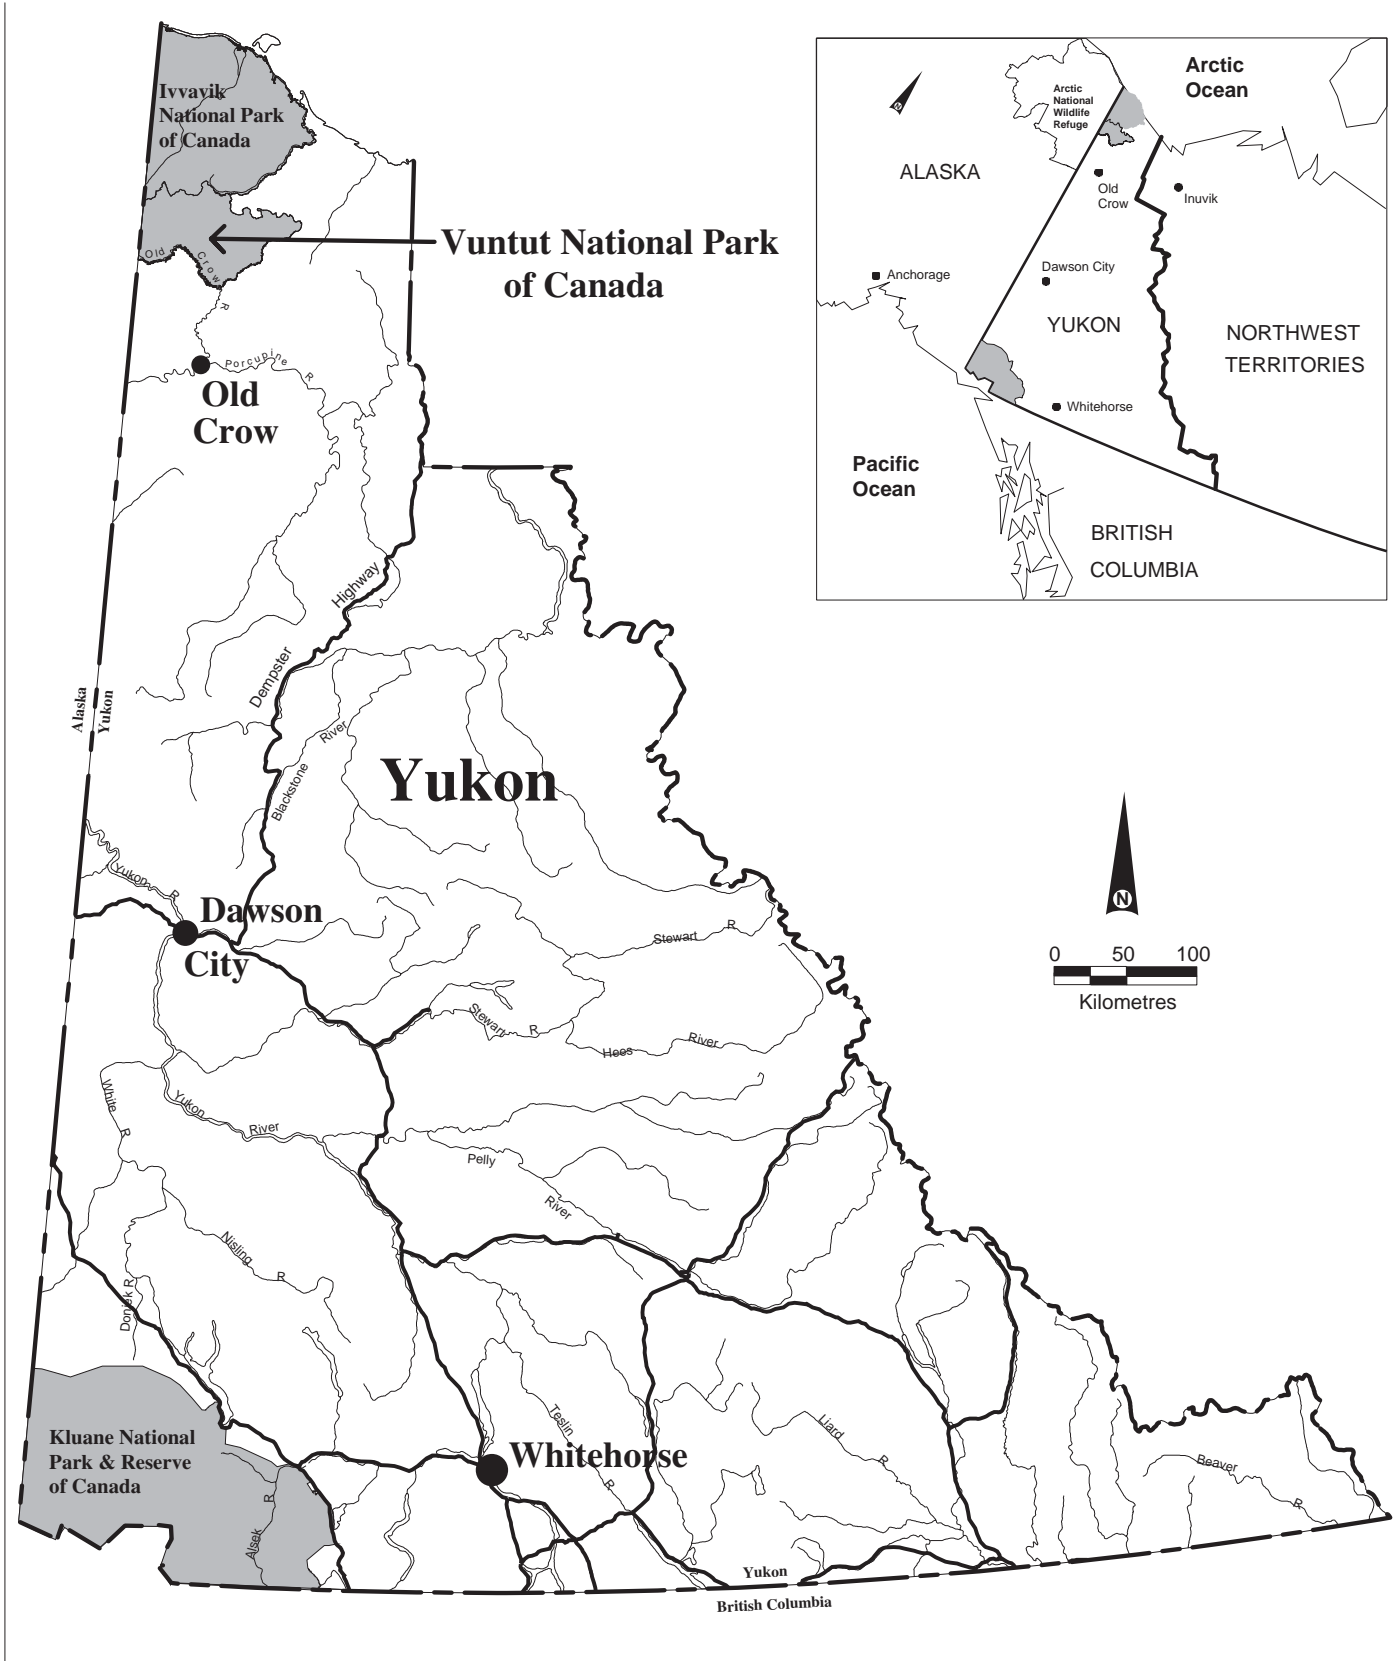 Ivvavik
National Park
of Canada
Vuntut National Park
of Canada
Old
Crow
R
Porcupine
R
Old
Crow
Highway
Dempster
Alaska
Yukon
River
Blackstone
Yukon
Yukon R
Dawson
City
Stewart R
Stewart R
Hees River
White R
Yukon
River
Pelly
River
Nisling R
Donjek R
Kluane National
Park & Reserve
of Canada
Alsek R
Teslin R
Whitehorse
Liard R
Beaver R
Yukon
British Columbia
Arctic
Ocean
Arctic
National
Wildlife
Refuge
N
ALASKA
Old
Crow
Inuvik
Anchorage
Dawson City
YUKON
NORTHWEST
TERRITORIES
Whitehorse
Pacific
Ocean
BRITISH
COLUMBIA
N
0 50 100
Kilometres